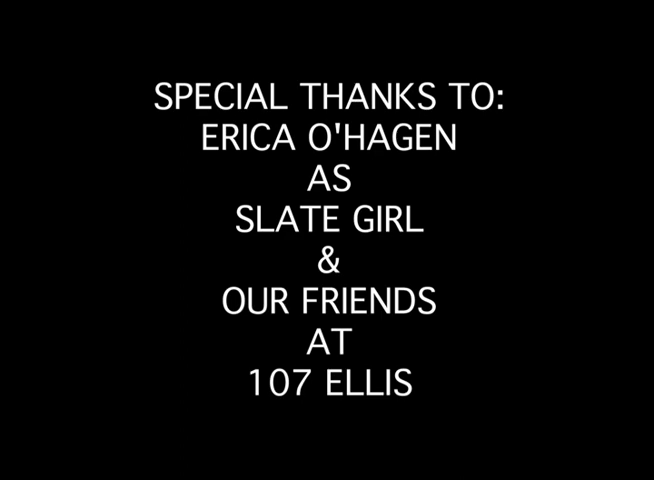 SPECIAL THANKS TO:
ERICA O'HAGEN
AS
SLATE GIRL
&
OUR FRIENDS
AT
107 ELLIS